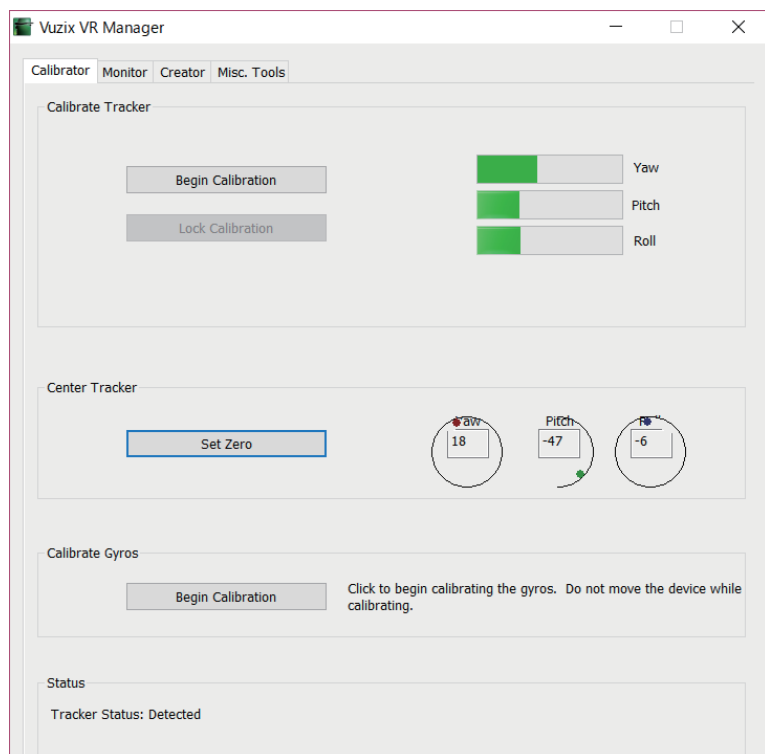 Vuzix VR Manager
Calibrator Monitor Creator Misc. Tools
Calibrate Tracker
Begin Calibration
Lock Calibration
Yaw
Pitch
Roll
Center Tracker
Set Zero
Yaw Pitch
18 -47 -6
Calibrate Gyros
Begin Calibration
Click to begin calibrating the gyros. Do not move the device while
calibrating.
Status
Tracker Status: Detected